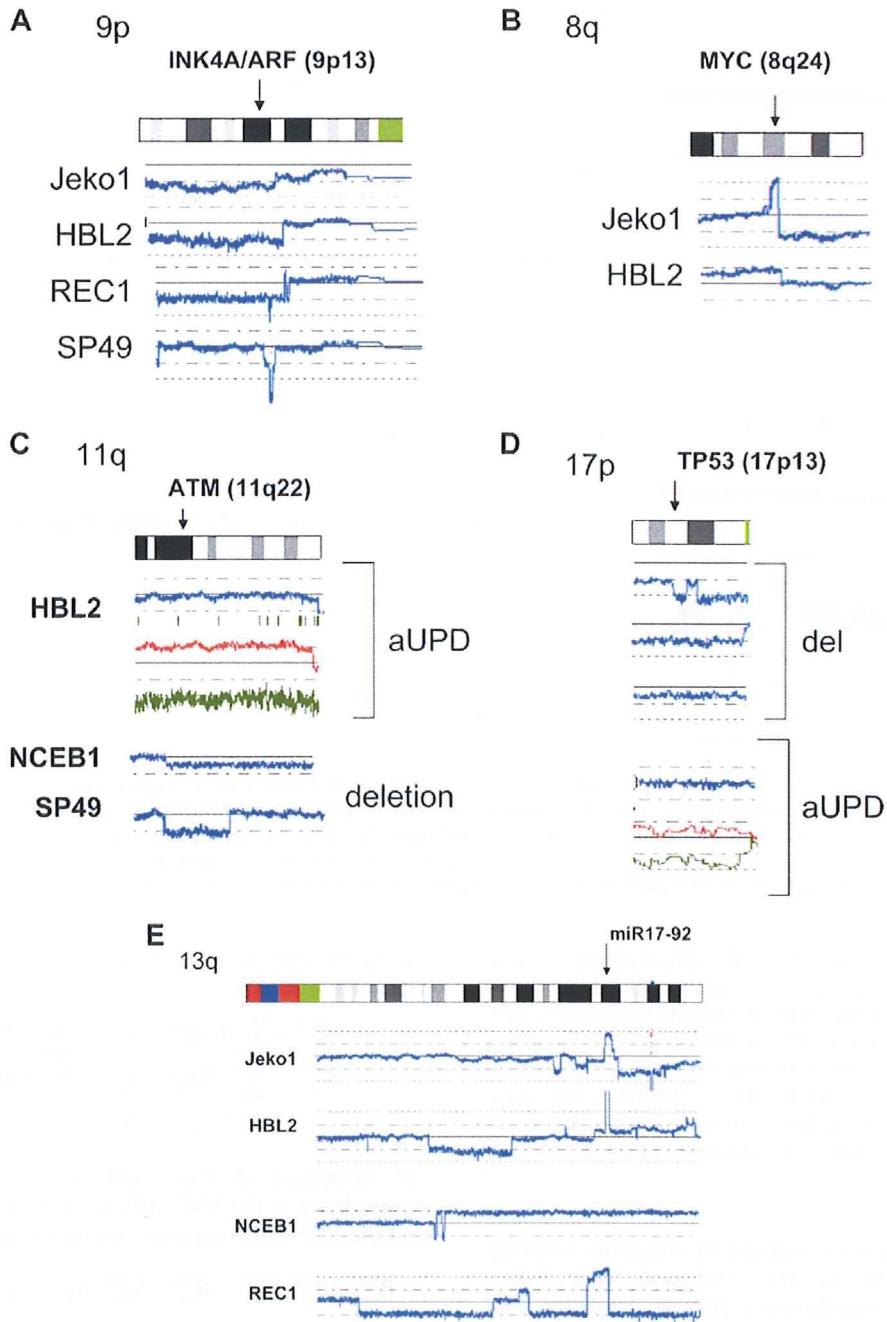 A
9p
INK4A/ARF (9p13)
Jeko1
HBL2
REC1
SP49
B
8q
MYC (8q24)
Jeko1
HBL2
C
11q
ATM (11q22)
HBL2
aUPD
NCEB1
SP49
deletion
D
17p
TP53 (17p13)
del
aUPD
E
13q
miR17-92
Jeko1
HBL2
NCEB1
REC1